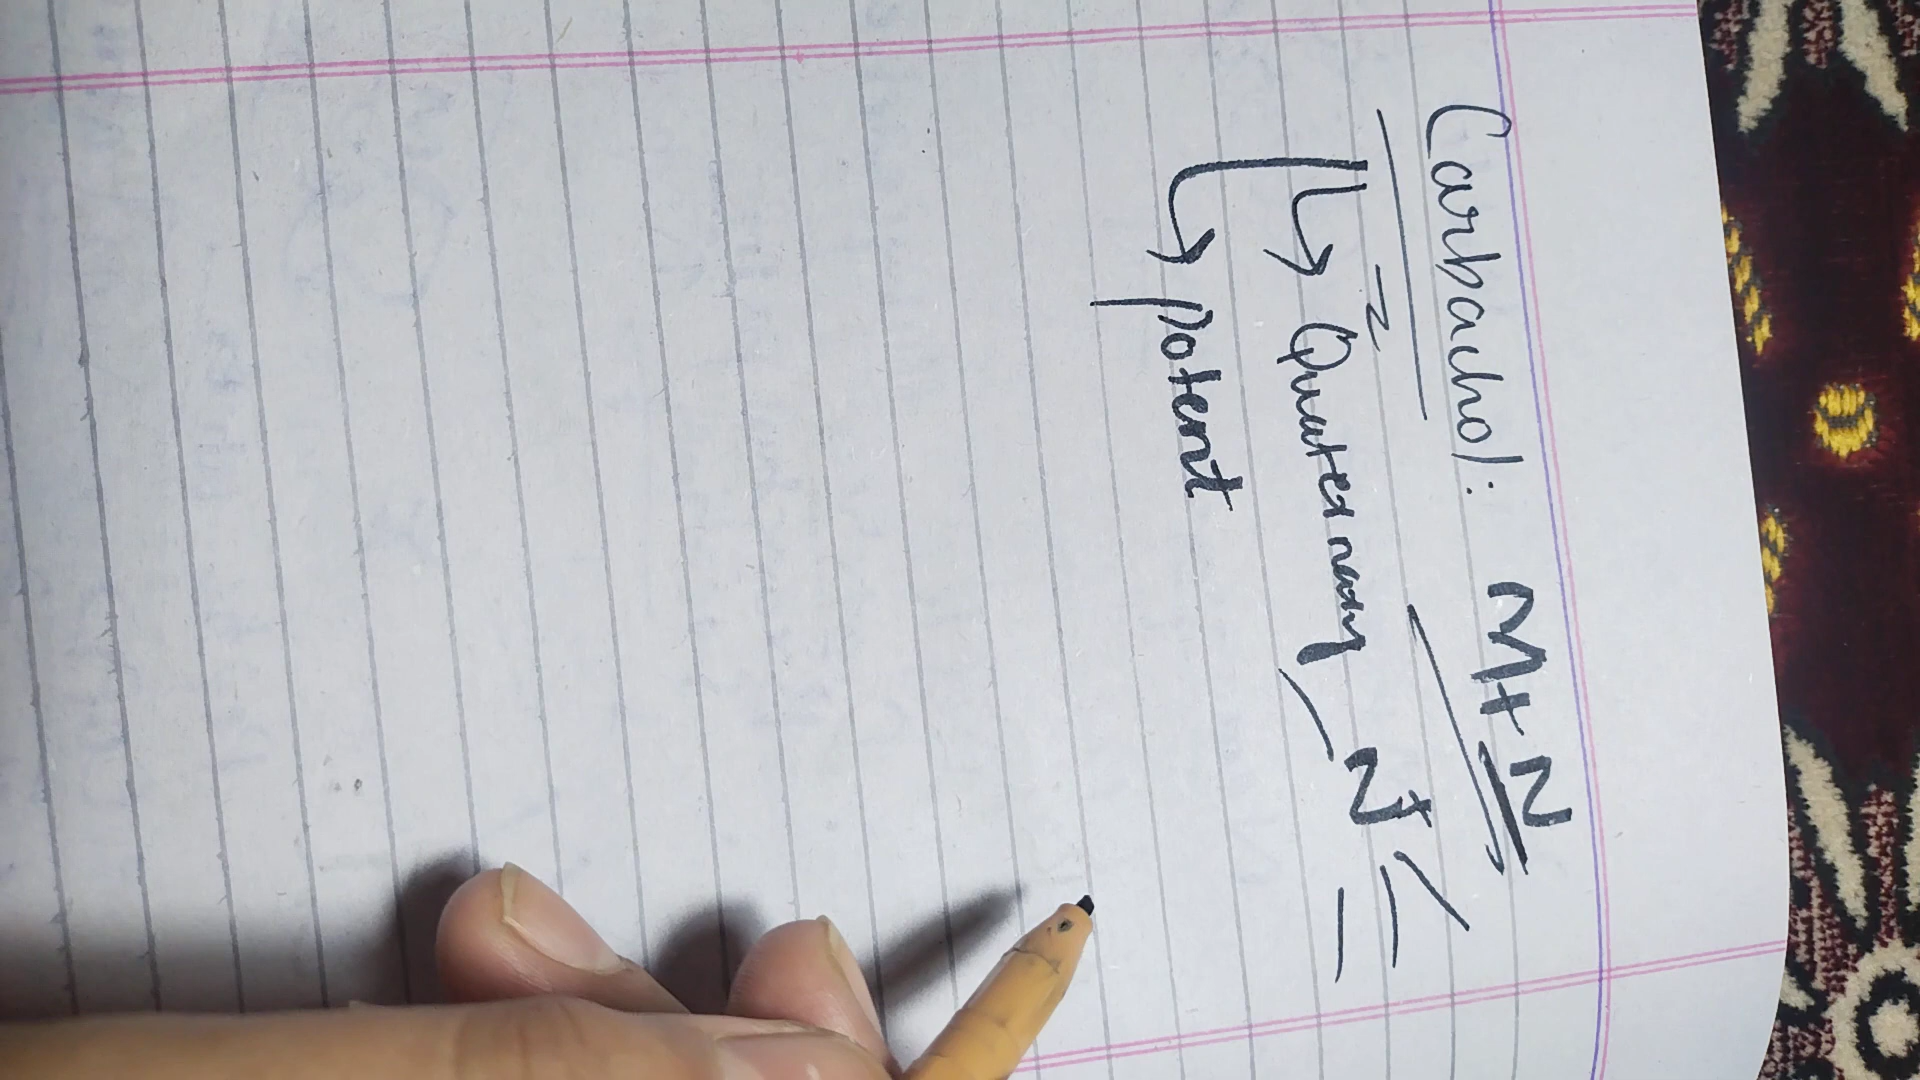 Carbachol: M+N
↳ Quaternary - N⁺
↳ potent